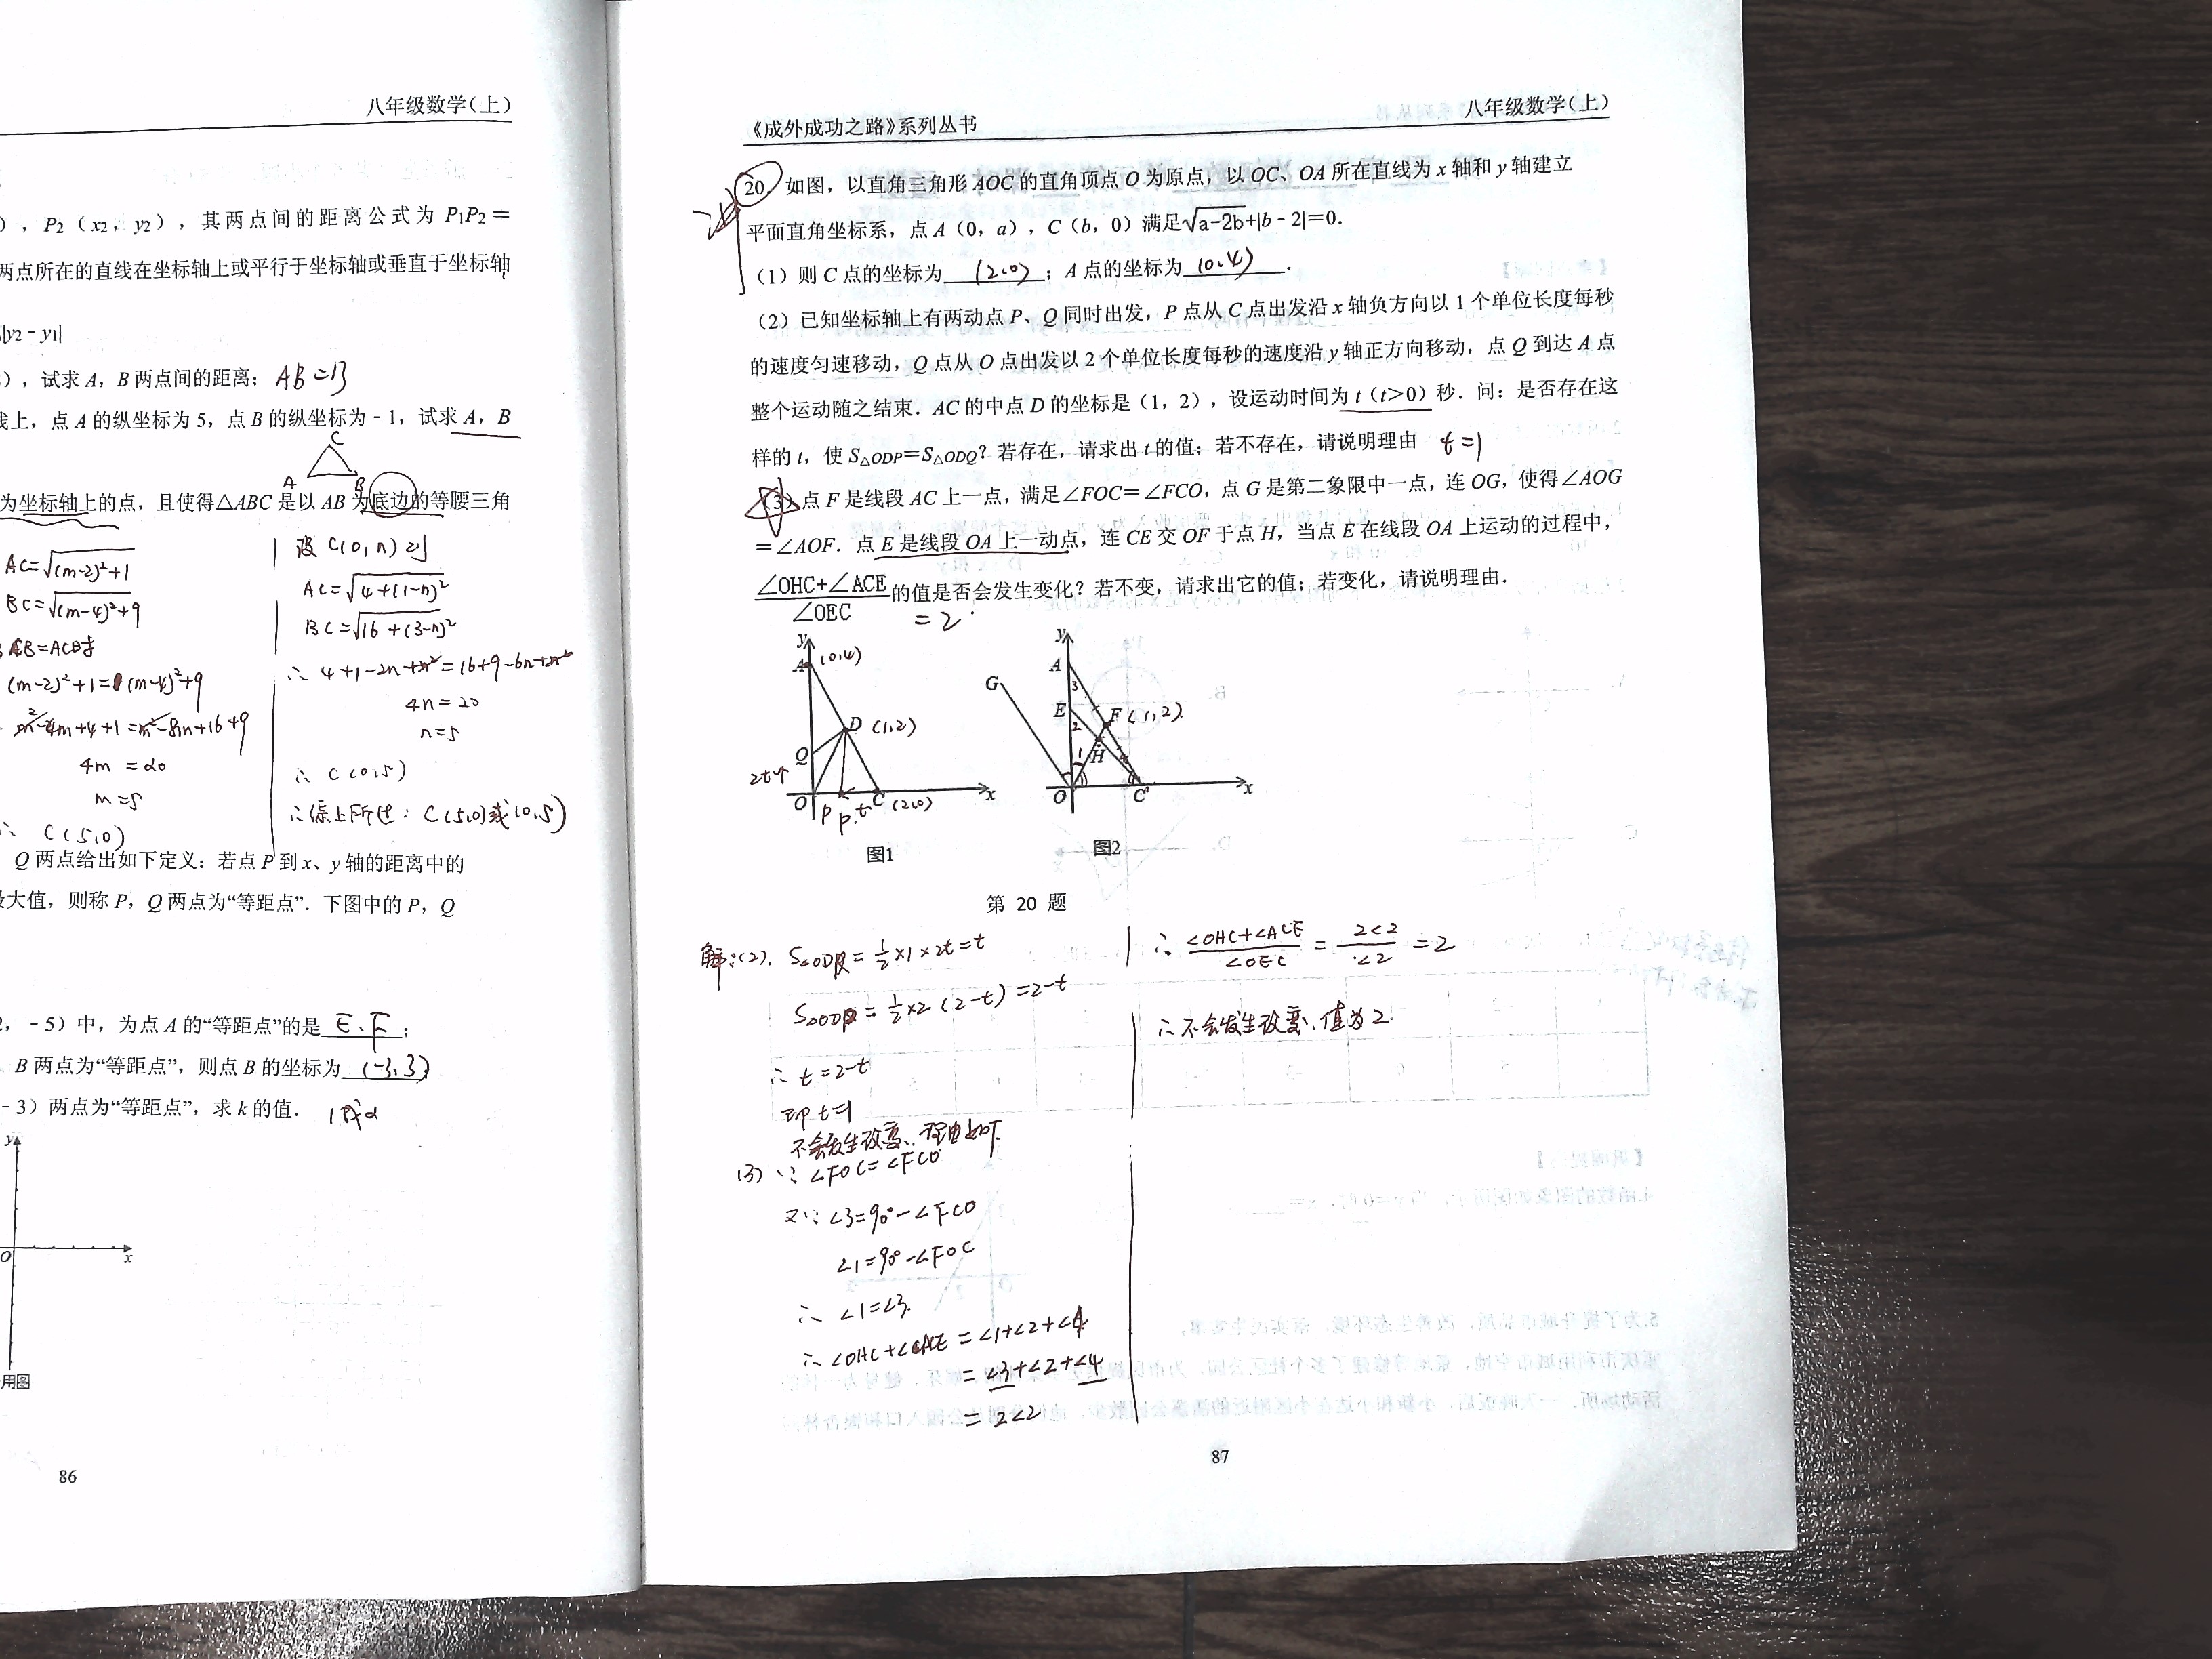 八年级数学(上)
),P₂(x₂,y₂),其两点间的距离公式为 P₁P₂=
两点所在的直线在坐标轴上或平行于坐标轴或垂直于坐标轴
|y₂-y₁|
),试求 A,B 两点间的距离; AB=13
线上,点 A 的纵坐标为 5,点 B 的纵坐标为-1,试求 A,B
C
A B
为坐标轴上的点,且使得△ABC 是以 AB 为底边的等腰三角
AC=√(m-2)²+1
BC=√(m-4)²+9
CB=AC时
(m-2)²+1=(m-4)²+9
m²-4m+4+1=m²-8m+16+9
4m=20
m=5
∴ C(5,0)
设 C(0,n) 则
AC=√4+(1-n)²
BC=√16+(3-n)²
∴ 4+1-2n+n²=16+9-6n+n²
4n=20
n=5
∴ C(0,5)
∴综上所述:C(5,0)或(0,5)
Q 两点给出如下定义:若点 P 到 x、y 轴的距离中的
最大值,则称 P,Q 两点为“等距点”.下图中的 P,Q
,-5)中,为点 A 的“等距点”的是 E、F ;
B 两点为“等距点”,则点 B 的坐标为 (-3,3)
-3)两点为“等距点”,求 k 的值. 1或2
y
O x
用图
86
《成外成功之路》系列丛书 八年级数学(上)
20. 如图,以直角三角形 AOC 的直角顶点 O 为原点,以 OC、OA 所在直线为 x 轴和 y 轴建立
平面直角坐标系,点 A(0,a),C(b,0)满足√a-2b+|b-2|=0.
(1)则 C 点的坐标为 (2,0) ;A 点的坐标为 (0,4) .
(2)已知坐标轴上有两动点 P、Q 同时出发,P 点从 C 点出发沿 x 轴负方向以 1 个单位长度每秒
的速度匀速移动,Q 点从 O 点出发以 2 个单位长度每秒的速度沿 y 轴正方向移动,点 Q 到达 A 点
整个运动随之结束.AC 的中点 D 的坐标是(1,2),设运动时间为 t(t>0)秒.问:是否存在这
样的 t,使 S△ODP=S△ODQ?若存在,请求出 t 的值;若不存在,请说明理由 t=1
(3)点 F 是线段 AC 上一点,满足∠FOC=∠FCO,点 G 是第二象限中一点,连 OG,使得∠AOG
=∠AOF.点 E 是线段 OA 上一动点,连 CE 交 OF 于点 H,当点 E 在线段 OA 上运动的过程中,
∠OHC+∠ACE
∠OEC
的值是否会发生变化?若不变,请求出它的值;若变化,请说明理由.
=2.
y
A (0,4)
D (1,2)
Q
2t
O P P t C (2,0) x
图1
y
A
G 3
E F (1,2)
2
1 H
O C x
图2
第 20 题
解:(2). S△ODQ=½×1×2t=t
S△ODP=½×2(2-t)=2-t
∴ t=2-t
即t=1
不会发生改变、理由如下.
(3) ∵ ∠FOC=∠FCO
又∵ ∠3=90°-∠FCO
∠1=90°-∠FOC
∴ ∠1=∠3.
∴ ∠OHC+∠ACE=∠1+∠2+∠4
=∠3+∠2+∠4
=2∠2
∴ ∠OHC+∠ACE/∠OEC = 2∠2/∠2 =2
∴不会发生改变,值为2.
87